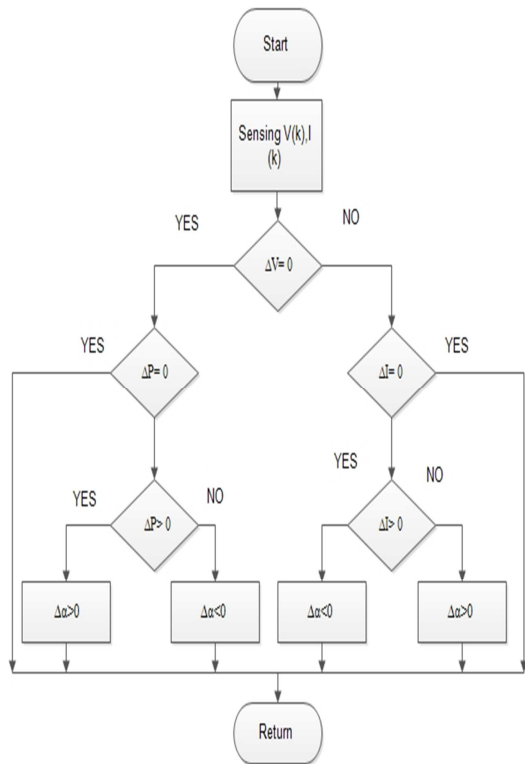 Start
Sensing V(k),I
(k)
YES
NO
ΔV= 0
YES
ΔP= 0
ΔI= 0
YES
YES
ΔP> 0
NO
YES
ΔI> 0
NO
Δα>0
Δα<0
Δα<0
Δα>0
Return